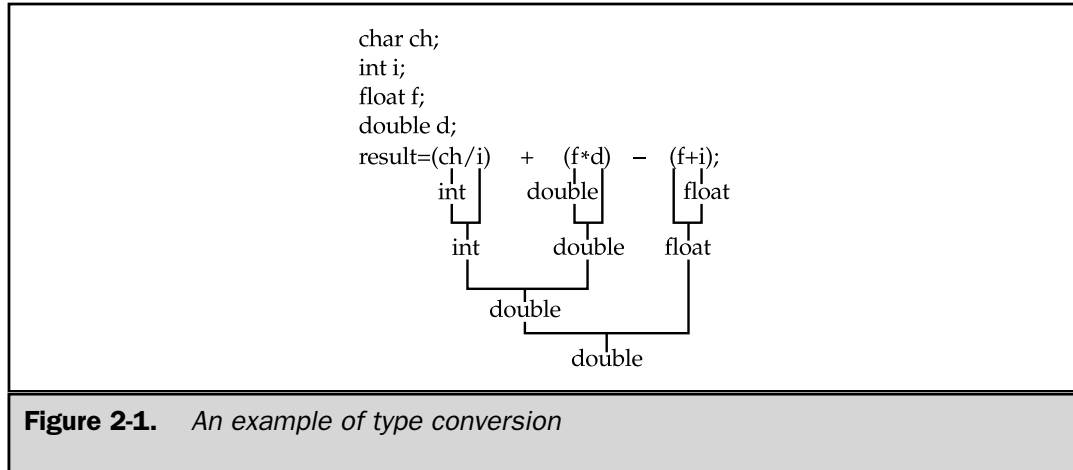 char ch;
int i;
float f;
double d;
result=(ch/i) + (f*d) − (f+i);
int double float
int double float
double
double
Figure 2-1. An example of type conversion